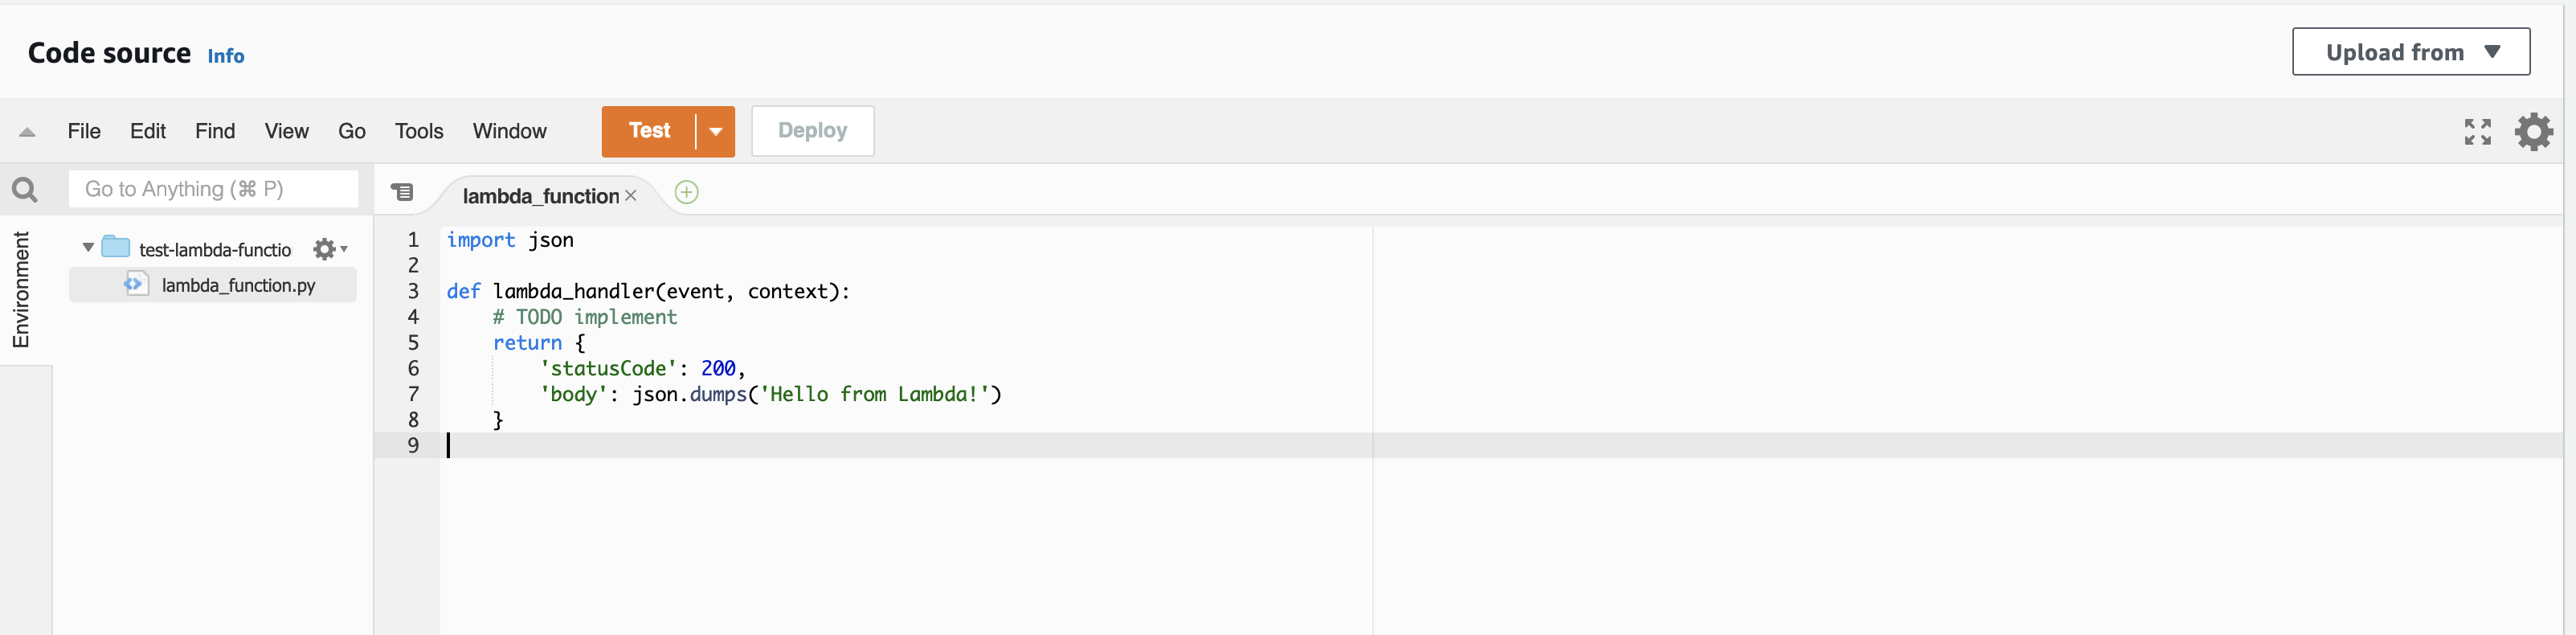 Code source Info
Upload from
File Edit Find View Go Tools Window Test Deploy
Go to Anything (⌘ P)
lambda_function
Environment
test-lambda-functio
lambda_function.py
1 import json
2
3 def lambda_handler(event, context):
4     # TODO implement
5     return {
6         'statusCode': 200,
7         'body': json.dumps('Hello from Lambda!')
8     }
9